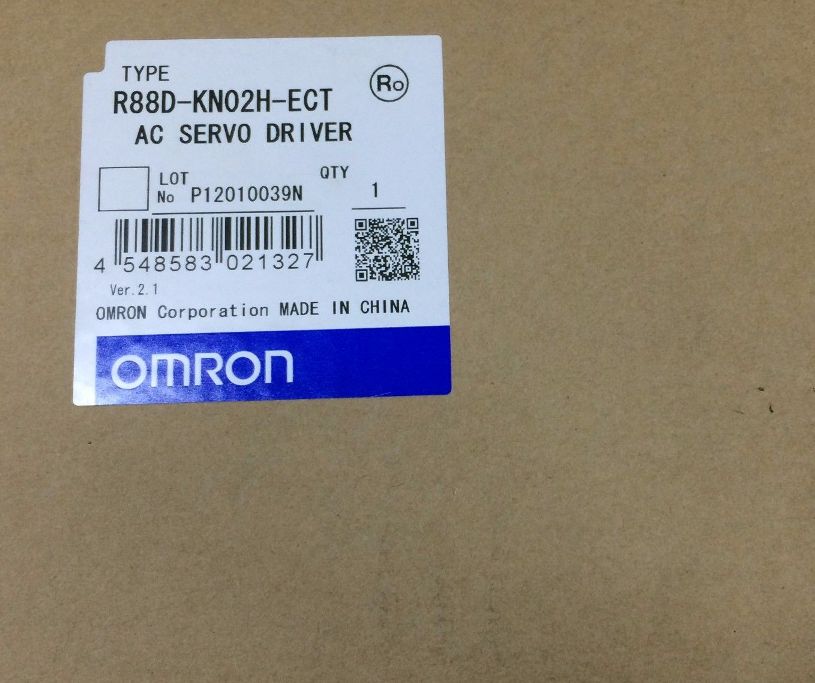 TYPE
Ro
R88D-KN02H-ECT
AC SERVO DRIVER
LOT No P12010039N
QTY 1
4 548583 021327
Ver.2.1
OMRON Corporation MADE IN CHINA
OMRON